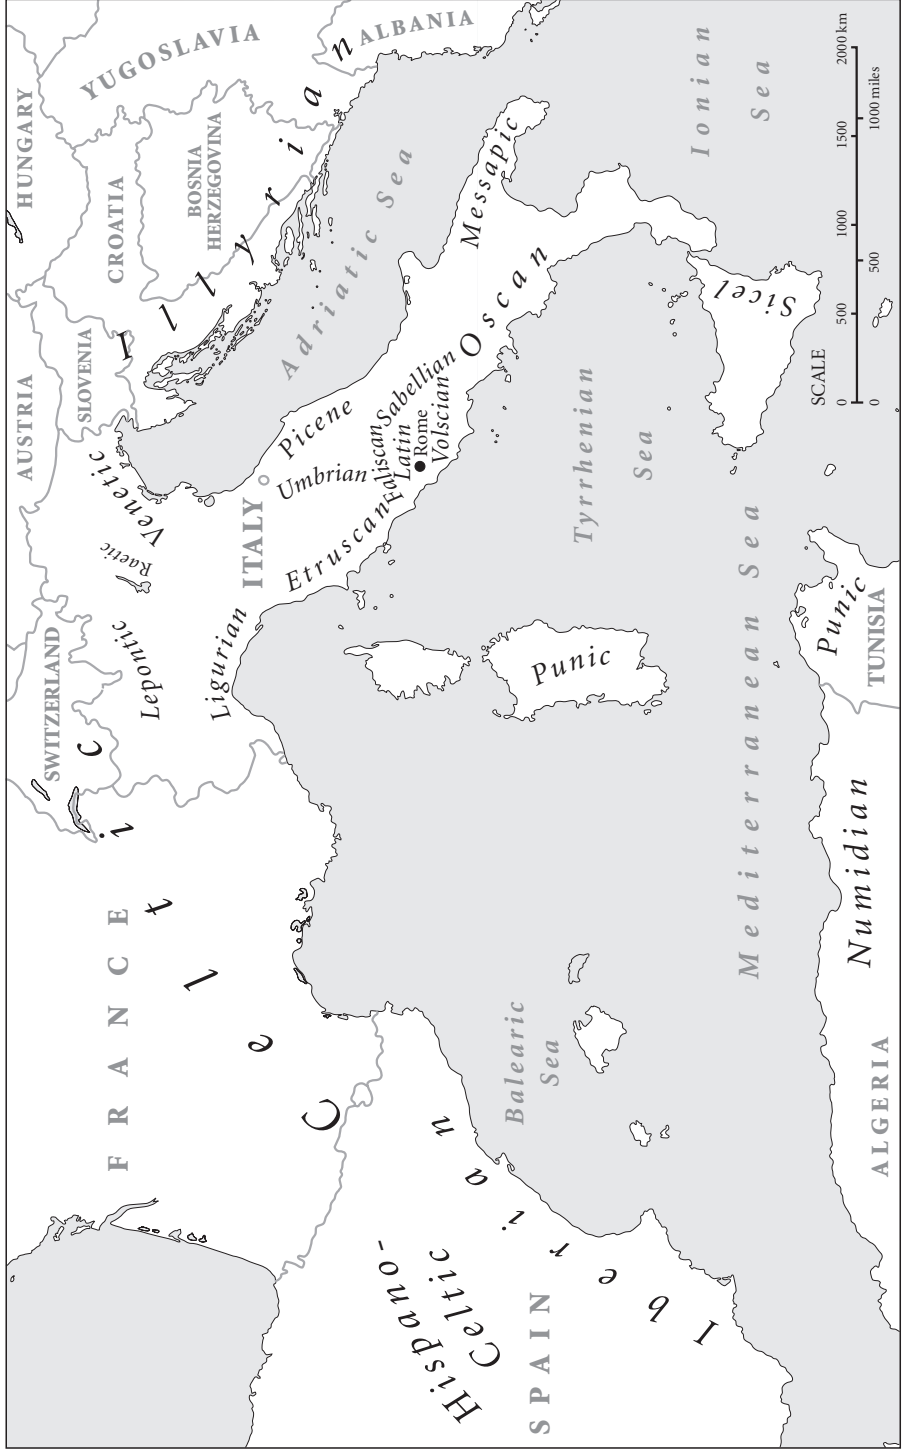 HUNGARY
AUSTRIA
SWITZERLAND
FRANCE
YUGOSLAVIA
ALBANIA
CROATIA
BOSNIA
HERZEGOVINA
SLOVENIA
Illyrian
Venetic
Raetic
Lepontic
Celtic
Ligurian
ITALY
Etruscan
Umbrian
Picene
Faliscan
Latin
Rome
Volscian
Sabellian
Oscan
Messapic
Sicel
Adriatic Sea
Ionian
Sea
Tyrrhenian
Sea
Mediterranean Sea
Balearic
Sea
Punic
Punic
TUNISIA
Numidian
ALGERIA
Hispano-
Celtic
SPAIN
Iberian
SCALE
0 500 1000 1500 2000 km
0 500 1000 miles